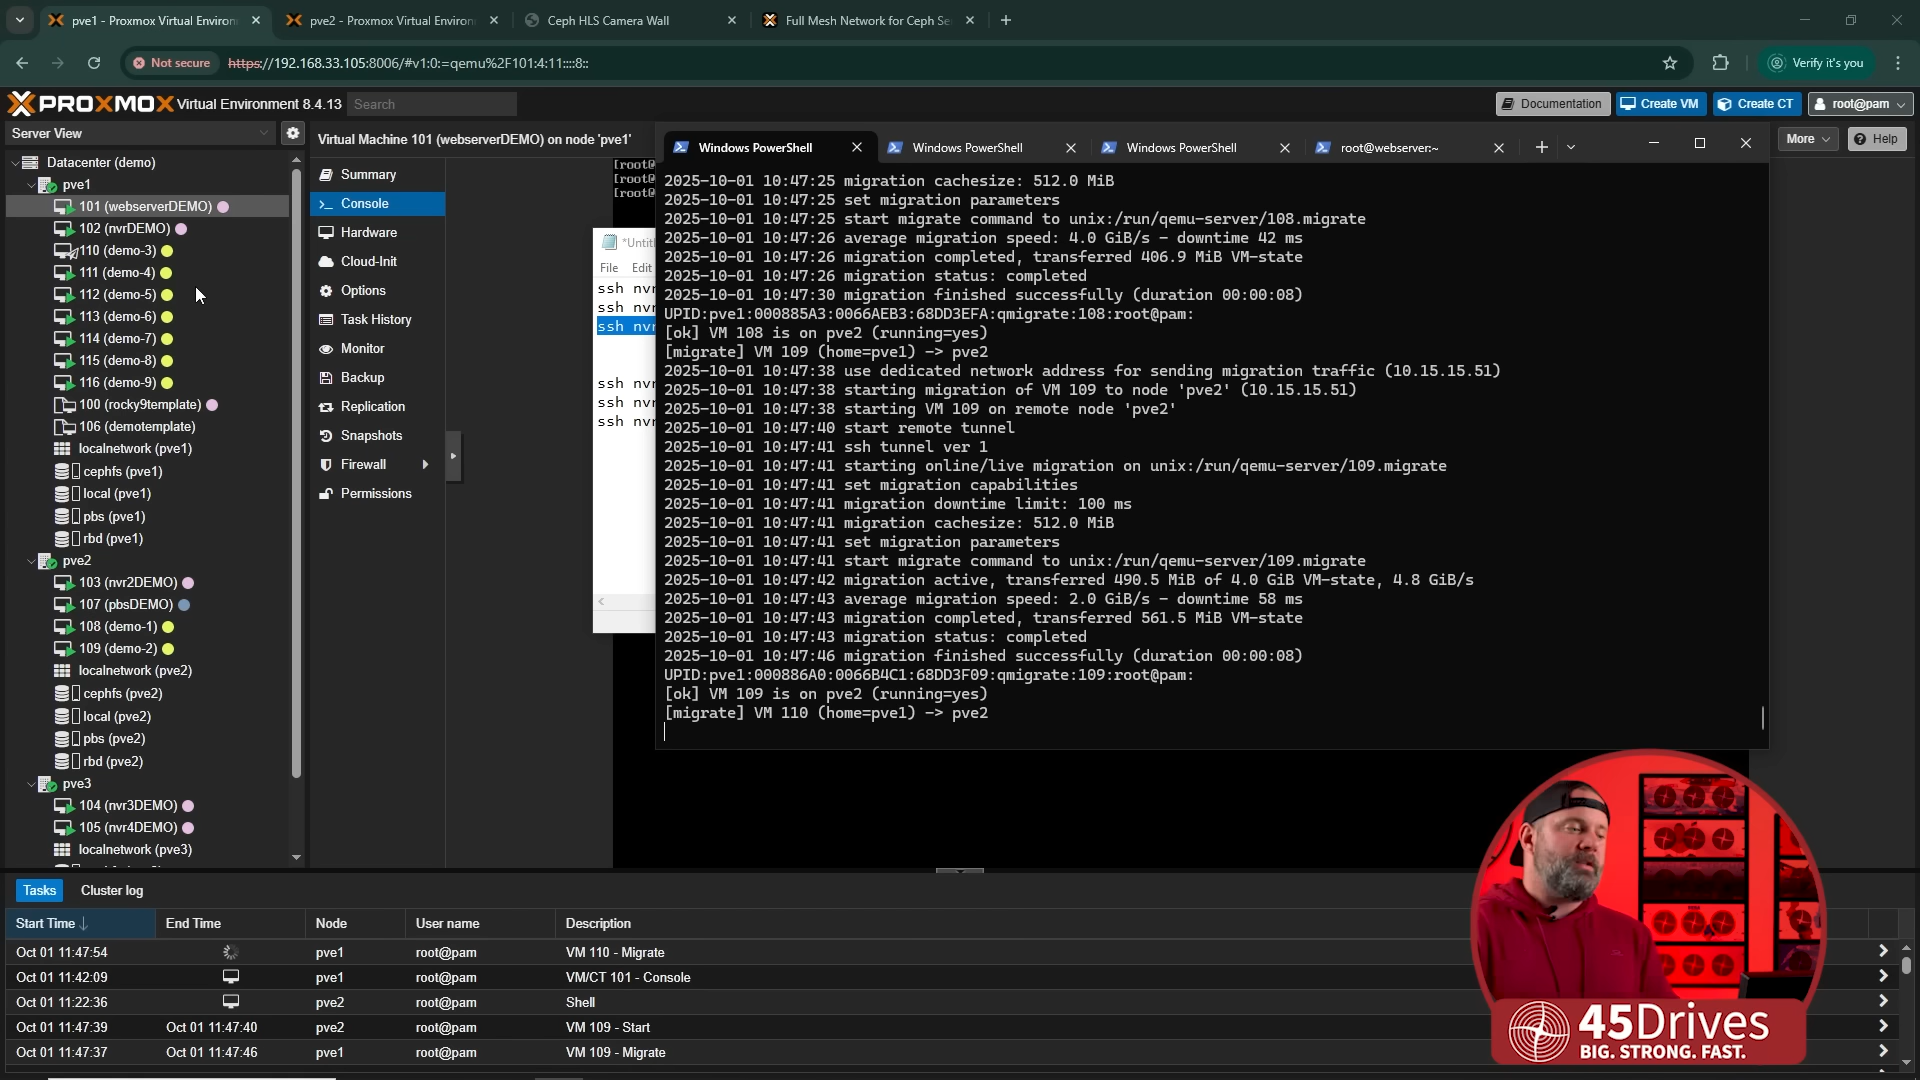 pve1 - Proxmox Virtual Environ
pve2 - Proxmox Virtual Environ
Ceph HLS Camera Wall
Full Mesh Network for Ceph Se
Not secure
https://192.168.33.105:8006/#v1:0:=qemu%2F101:4:11::::8::
Verify it's you
PROXMOX Virtual Environment 8.4.13
Search
Documentation
Create VM
Create CT
root@pam
Server View
Virtual Machine 101 (webserverDEMO) on node 'pve1'
More
Help
Datacenter (demo)
pve1
101 (webserverDEMO)
102 (nvrDEMO)
110 (demo-3)
111 (demo-4)
112 (demo-5)
113 (demo-6)
114 (demo-7)
115 (demo-8)
116 (demo-9)
100 (rocky9template)
106 (demotemplate)
localnetwork (pve1)
cephfs (pve1)
local (pve1)
pbs (pve1)
rbd (pve1)
pve2
103 (nvr2DEMO)
107 (pbsDEMO)
108 (demo-1)
109 (demo-2)
localnetwork (pve2)
cephfs (pve2)
local (pve2)
pbs (pve2)
rbd (pve2)
pve3
104 (nvr3DEMO)
105 (nvr4DEMO)
localnetwork (pve3)
Summary
Console
Hardware
Cloud-Init
Options
Task History
Monitor
Backup
Replication
Snapshots
Firewall
Permissions
[root@
[root@
[root@
*Untit
File Edit
ssh nvr
ssh nvr
ssh nvr
ssh nvr
ssh nvr
ssh nvr
Windows PowerShell
Windows PowerShell
Windows PowerShell
root@webserver:~
2025-10-01 10:47:25 migration cachesize: 512.0 MiB
2025-10-01 10:47:25 set migration parameters
2025-10-01 10:47:25 start migrate command to unix:/run/qemu-server/108.migrate
2025-10-01 10:47:26 average migration speed: 4.0 GiB/s - downtime 42 ms
2025-10-01 10:47:26 migration completed, transferred 406.9 MiB VM-state
2025-10-01 10:47:26 migration status: completed
2025-10-01 10:47:30 migration finished successfully (duration 00:00:08)
UPID:pve1:000885A3:0066AEB3:68DD3EFA:qmigrate:108:root@pam:
[ok] VM 108 is on pve2 (running=yes)
[migrate] VM 109 (home=pve1) -> pve2
2025-10-01 10:47:38 use dedicated network address for sending migration traffic (10.15.15.51)
2025-10-01 10:47:38 starting migration of VM 109 to node 'pve2' (10.15.15.51)
2025-10-01 10:47:38 starting VM 109 on remote node 'pve2'
2025-10-01 10:47:40 start remote tunnel
2025-10-01 10:47:41 ssh tunnel ver 1
2025-10-01 10:47:41 starting online/live migration on unix:/run/qemu-server/109.migrate
2025-10-01 10:47:41 set migration capabilities
2025-10-01 10:47:41 migration downtime limit: 100 ms
2025-10-01 10:47:41 migration cachesize: 512.0 MiB
2025-10-01 10:47:41 set migration parameters
2025-10-01 10:47:41 start migrate command to unix:/run/qemu-server/109.migrate
2025-10-01 10:47:42 migration active, transferred 490.5 MiB of 4.0 GiB VM-state, 4.8 GiB/s
2025-10-01 10:47:43 average migration speed: 2.0 GiB/s - downtime 58 ms
2025-10-01 10:47:43 migration completed, transferred 561.5 MiB VM-state
2025-10-01 10:47:43 migration status: completed
2025-10-01 10:47:46 migration finished successfully (duration 00:00:08)
UPID:pve1:000886A0:0066B4C1:68DD3F09:qmigrate:109:root@pam:
[ok] VM 109 is on pve2 (running=yes)
[migrate] VM 110 (home=pve1) -> pve2
Tasks
Cluster log
Start Time End Time Node User name Description
Oct 01 11:47:54 pve1 root@pam VM 110 - Migrate
Oct 01 11:42:09 pve1 root@pam VM/CT 101 - Console
Oct 01 11:22:36 pve2 root@pam Shell
Oct 01 11:47:39 Oct 01 11:47:40 pve2 root@pam VM 109 - Start
Oct 01 11:47:37 Oct 01 11:47:46 pve1 root@pam VM 109 - Migrate
45Drives
BIG. STRONG. FAST.